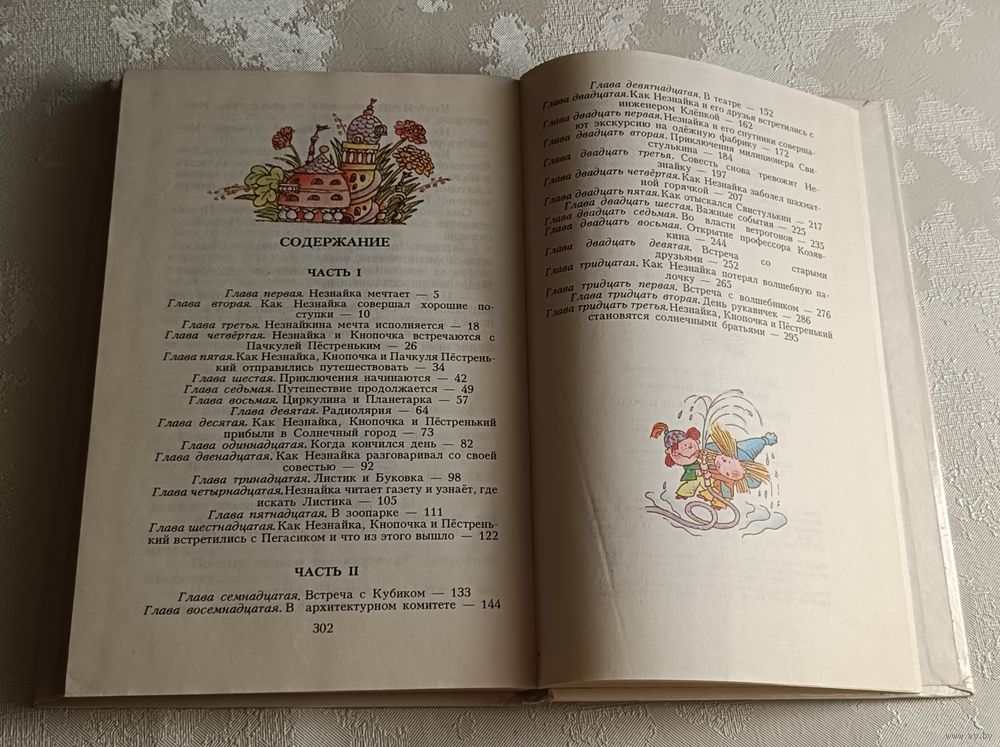 СОДЕРЖАНИЕ
ЧАСТЬ I
Глава первая. Незнайка мечтает — 5
Глава вторая. Как Незнайка совершал хорошие по-
ступки — 10
Глава третья. Незнайкина мечта исполняется — 18
Глава четвёртая. Незнайка и Кнопочка встречаются с
Пачкулей Пёстреньким — 26
Глава пятая. Как Незнайка, Кнопочка и Пачкуля Пёстрень-
кий отправились путешествовать — 34
Глава шестая. Приключения начинаются — 42
Глава седьмая. Путешествие продолжается — 49
Глава восьмая. Циркулина и Планетарка — 57
Глава девятая. Радиолярия — 64
Глава десятая. Как Незнайка, Кнопочка и Пёстренький
прибыли в Солнечный город — 73
Глава одиннадцатая. Когда кончился день — 82
Глава двенадцатая. Как Незнайка разговаривал со своей
совестью — 92
Глава тринадцатая. Листик и Буковка — 98
Глава четырнадцатая. Незнайка читает газету и узнаёт, где
искать Листика — 105
Глава пятнадцатая. В зоопарке — 111
Глава шестнадцатая. Как Незнайка, Кнопочка и Пёстрень-
кий встретились с Пегасиком и что из этого вышло — 122
ЧАСТЬ II
Глава семнадцатая. Встреча с Кубиком — 133
Глава восемнадцатая. В архитектурном комитете — 144
302
Глава девятнадцатая. В театре — 152
Глава двадцатая. Как Незнайка и его друзья встретились с
инженером Клёпкой — 162
Глава двадцать первая. Незнайка и его спутники соверша-
ют экскурсию на одёжную фабрику — 172
Глава двадцать вторая. Приключения милиционера Сви-
стулькина — 184
Глава двадцать третья. Совесть снова тревожит Не-
знайку — 197
Глава двадцать четвёртая. Как Незнайка заболел шахмат-
ной горячкой — 207
Глава двадцать пятая. Как отыскался Свистулькин — 217
Глава двадцать шестая. Важные события — 225
Глава двадцать седьмая. Во власти ветрогонов — 235
Глава двадцать восьмая. Открытие профессора Козяв-
кина — 244
Глава двадцать девятая. Встреча со старыми
друзьями — 252
Глава тридцатая. Как Незнайка потерял волшебную па-
лочку — 265
Глава тридцать первая. Встреча с волшебником — 276
Глава тридцать вторая. День рукавичек — 286
Глава тридцать третья. Незнайка, Кнопочка и Пёстренький
становятся солнечными братьями — 295
www.ay.by